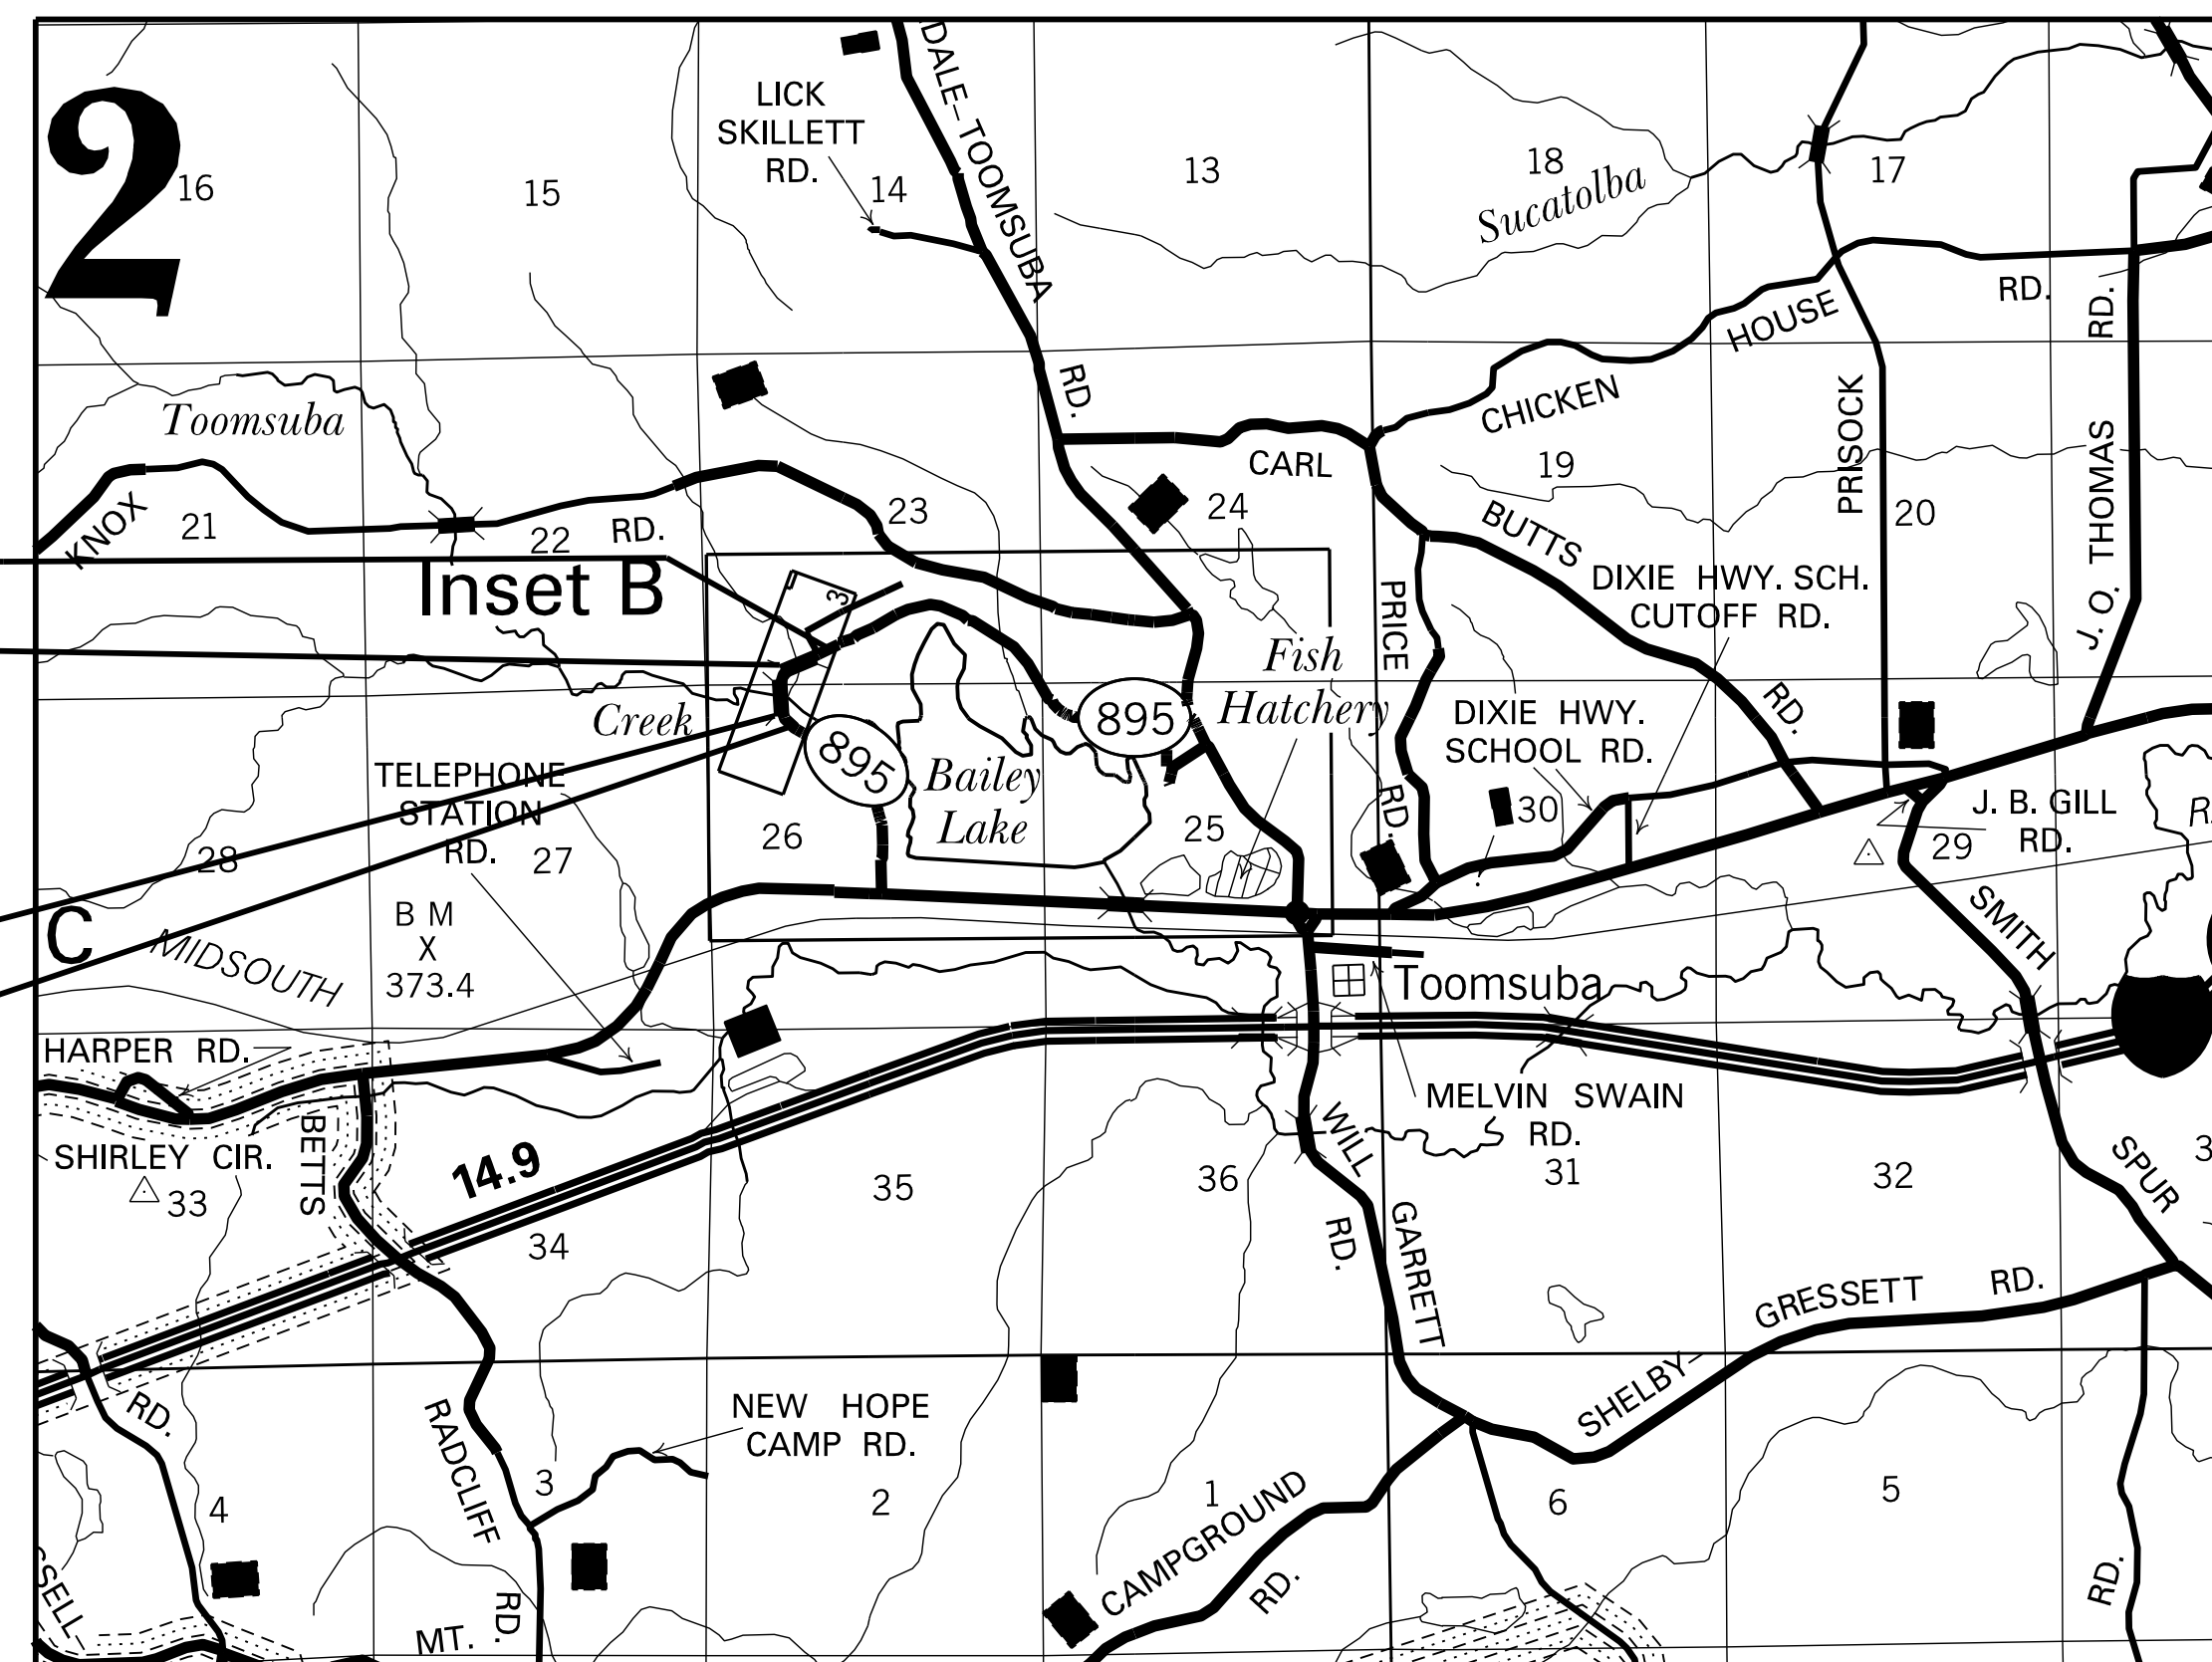 2
16
15
LICK
SKILLETT
RD.
14
DALE-TOOMSUBA
RD.
13
18
Sucatolba
17
HOUSE
RD.
RD.
Toomsuba
CHICKEN
CARL
19
PRISOCK
J. O. THOMAS
20
KNOX
21
22
RD.
23
24
BUTTS
RD.
DIXIE HWY. SCH.
CUTOFF RD.
Inset B
3
PRICE
RD.
Fish
Hatchery
895
895
Creek
Bailey
Lake
DIXIE HWY.
SCHOOL RD.
TELEPHONE
STATION
RD.
27
28
26
25
30
J. B. GILL
RD.
29
C
B M
X
373.4
MIDSOUTH
SMITH
Toomsuba
HARPER RD.
MELVIN SWAIN
RD.
SHIRLEY CIR.
33
BETTS
14.9
34
35
36
WILL
GARRETT
RD.
31
32
SPUR
GRESSETT RD.
SHELBY-
RD.
RADCLIFF
RD.
NEW HOPE
CAMP RD.
3
4
2
1
6
5
CAMPGROUND
RD.
RD.
MT.